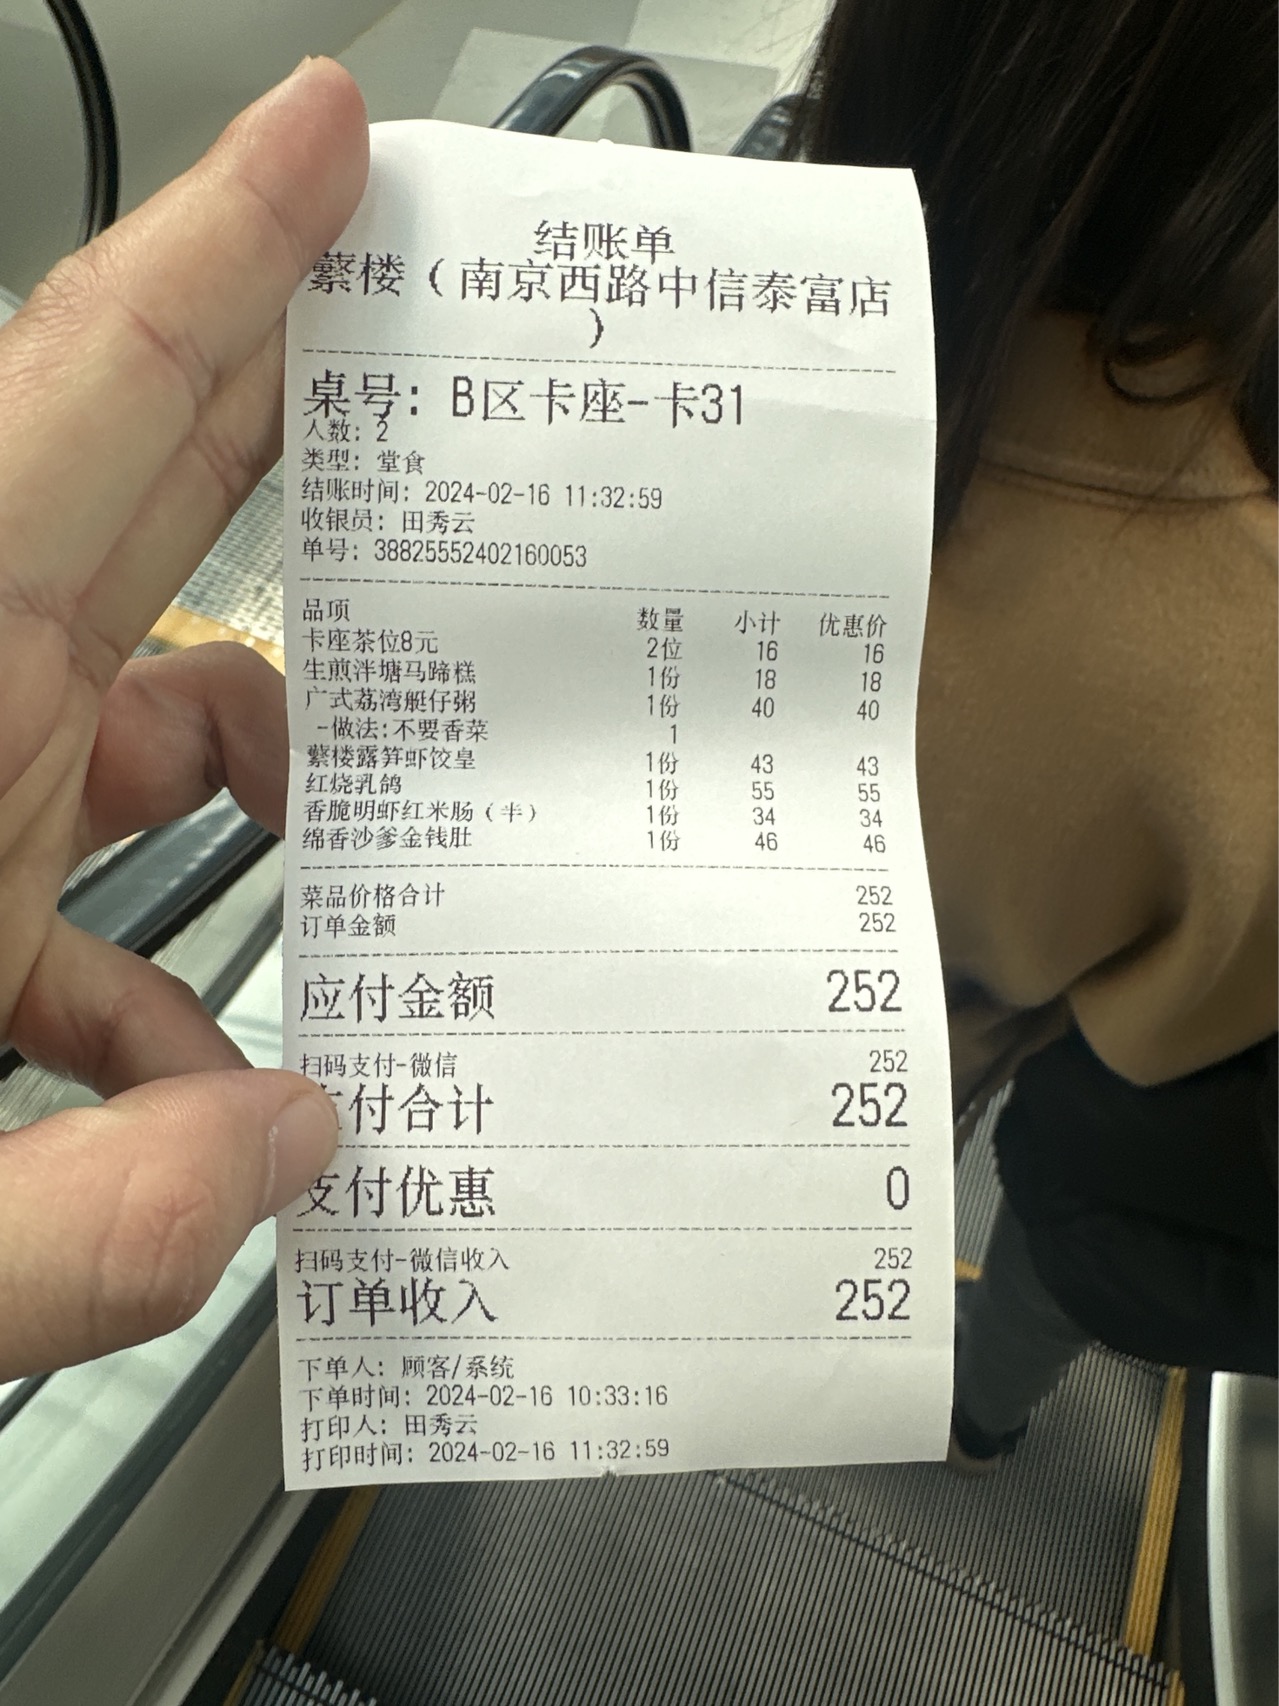 结账单
蘩楼（南京西路中信泰富店
）
桌号：B区卡座-卡31
人数：2
类型：堂食
结账时间：2024-02-16 11:32:59
收银员：田秀云
单号：38825552402160053
品项 数量 小计 优惠价
卡座茶位8元 2位 16 16
生煎泮塘马蹄糕 1份 18 18
广式荔湾艇仔粥 1份 40 40
-做法:不要香菜 1
蘩楼露笋虾饺皇 1份 43 43
红烧乳鸽 1份 55 55
香脆明虾红米肠（半） 1份 34 34
绵香沙爹金钱肚 1份 46 46
菜品价格合计 252
订单金额 252
应付金额 252
扫码支付-微信 252
付合计 252
支付优惠 0
扫码支付-微信收入 252
订单收入 252
下单人：顾客/系统
下单时间：2024-02-16 10:33:16
打印人：田秀云
打印时间：2024-02-16 11:32:59